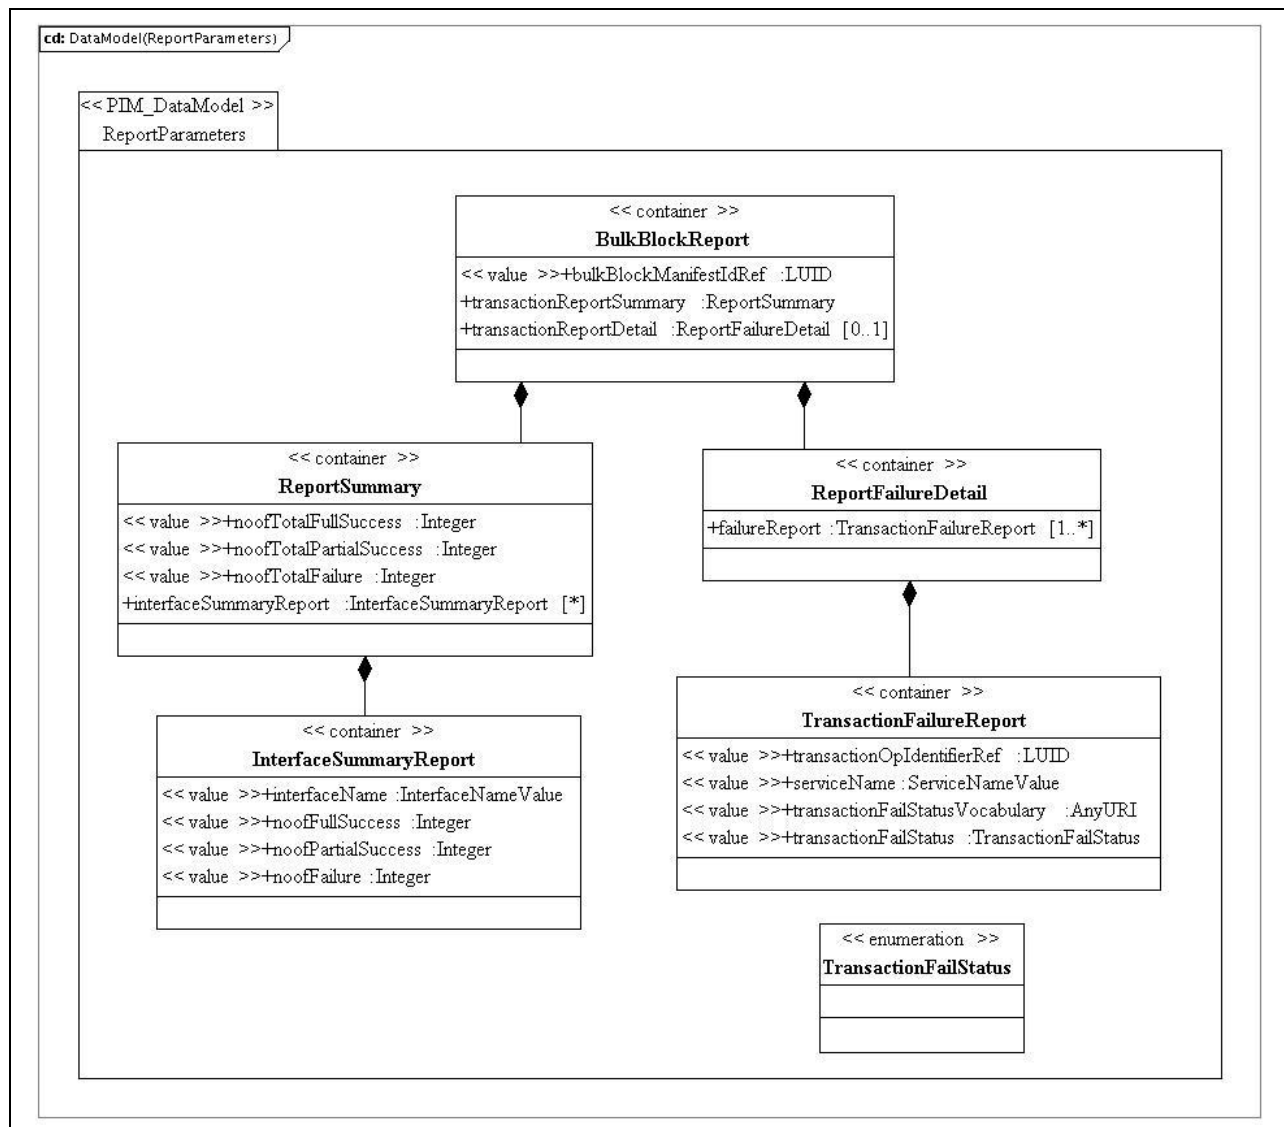 cd: DataModel(ReportParameters)
<< PIM_DataModel >>
ReportParameters
<< container >>
BulkBlockReport
<< value >>+bulkBlockManifestIdRef :LUID
+transactionReportSummary :ReportSummary
+transactionReportDetail :ReportFailureDetail [0..1]
<< container >>
ReportSummary
<< value >>+noofTotalFullSuccess :Integer
<< value >>+noofTotalPartialSuccess :Integer
<< value >>+noofTotalFailure :Integer
+interfaceSummaryReport :InterfaceSummaryReport [*]
<< container >>
ReportFailureDetail
+failureReport :TransactionFailureReport [1..*]
<< container >>
InterfaceSummaryReport
<< value >>+interfaceName :InterfaceNameValue
<< value >>+noofFullSuccess :Integer
<< value >>+noofPartialSuccess :Integer
<< value >>+noofFailure :Integer
<< container >>
TransactionFailureReport
<< value >>+transactionOpIdentifierRef :LUID
<< value >>+serviceName :ServiceNameValue
<< value >>+transactionFailStatusVocabulary :AnyURI
<< value >>+transactionFailStatus :TransactionFailStatus
<< enumeration >>
TransactionFailStatus